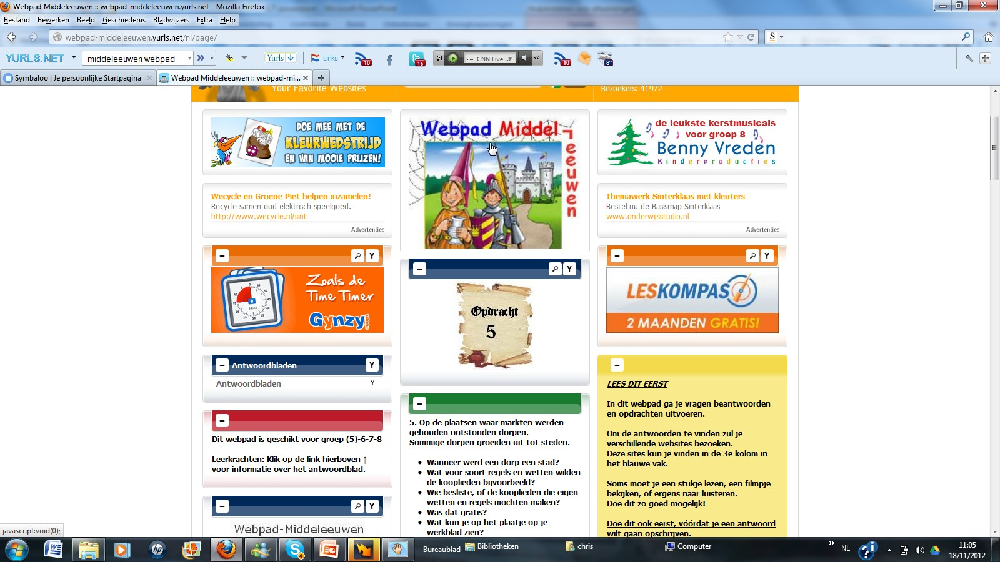 Webpad Middeleeuwen :: webpad-middeleeuwen.yurls.net - Mozilla Firefox
Bestand Bewerken Beeld Geschiedenis Bladwijzers Extra Help
webpad-middeleeuwen.yurls.net/nl/page/
S
YURLS.NET middeleeuwen webpad Yurls Links 10 15 CNN Live ... 10 8°
Symbaloo | Je persoonlijke Startpagina
Webpad Middeleeuwen :: webpad-mi...
Your Favorite Websites
Bezoekers: 41972
DOE MEE MET DE
KLEURWEDSTRIJD
EN WIN MOOIE PRIJZEN!
Wecycle en Groene Piet helpen inzamelen!
Recycle samen oud elektrisch speelgoed.
http://www.wecycle.nl/sint
Advertenties
Y
Zoals de
Time Timer
Gynzy.com
Antwoordbladen Y
Antwoordbladen Y
Dit webpad is geschikt voor groep (5)-6-7-8
Leerkrachten: Klik op de link hierboven ↑
voor informatie over het antwoordblad.
Y
Webpad-Middeleeuwen
Webpad Middel-
eeuwen
Y
Opdracht
5
5. Op de plaatsen waar markten werden
gehouden ontstonden dorpen.
Sommige dorpen groeiden uit tot steden.
• Wanneer werd een dorp een stad?
• Wat voor soort regels en wetten wilden
de kooplieden bijvoorbeeld?
• Wie besliste, of de kooplieden die eigen
wetten en regels mochten maken?
• Was dat gratis?
• Wat kun je op het plaatje op je
werkblad zien?
de leukste kerstmusicals
voor groep 8
Benny Vreden
Kinderproducties
Themawerk Sinterklaas met kleuters
Bestel nu de Basismap Sinterklaas
www.onderwijsstudio.nl
Advertenties
Y
LESKOMPAS
2 MAANDEN GRATIS!
LEES DIT EERST
In dit webpad ga je vragen beantwoorden
en opdrachten uitvoeren.
Om de antwoorden te vinden zul je
verschillende websites bezoeken.
Deze sites kun je vinden in de 3e kolom in
het blauwe vak.
Soms moet je een stukje lezen, een filmpje
bekijken, of ergens naar luisteren.
Doe dit zo goed mogelijk!
Doe dit ook eerst, vóórdat je een antwoord
wilt gaan opschrijven.
javascript:void(0);
Bureaublad Bibliotheken chris Computer » NL 11:05
18/11/2012